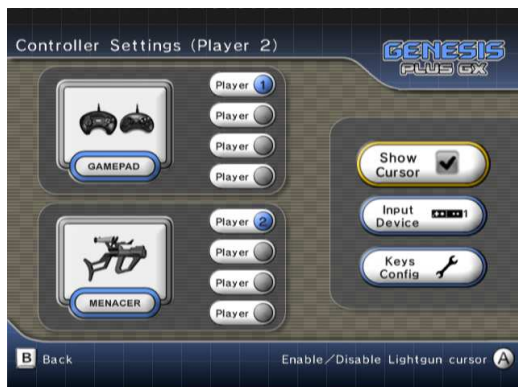 Controller Settings (Player 2)
GENESIS
PLUS GX
GAMEPAD
Player 1
Player
Player
Player
MENACER
Player 2
Player
Player
Player
Show
Cursor
Input
Device
1
Keys
Config
B Back
Enable/Disable Lightgun cursor A